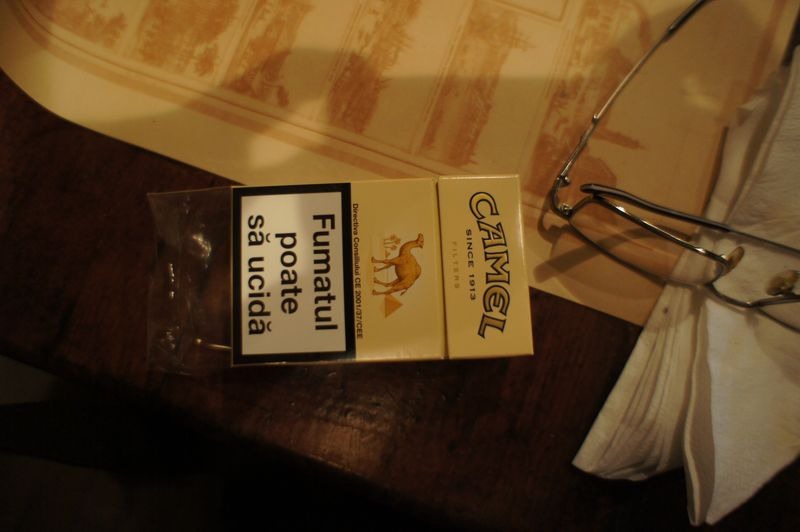 CAMEL
SINCE 1913
FILTERS
Directiva Consiliului CE 2001/37/CEE
Fumatul
poate
să ucidă